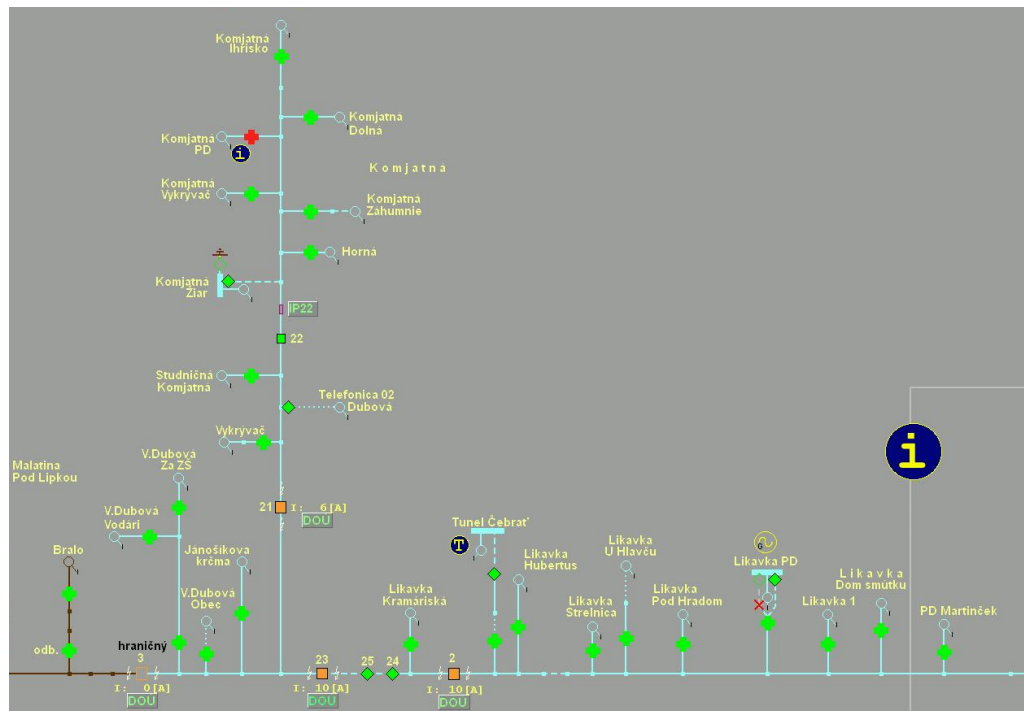 Komjatná
Ihrisko
Komjatná
Dolná
Komjatná
PD
i
K o m j a t n á
Komjatná
Vykrývač
Komjatná
Záhumnie
Horná
Komjatná
Žiar
iP22
22
Studničná
Komjatná
Telefonica 02
Dubová
Vykrývač
V.Dubová
Za ZŠ
i
Malatina
Pod Lipkou
21
I: 6[A]
DOU
V.Dubová
Vodári
Tunel Čebrať
T
Bralo
Jánošíkova
krčma
Likavka
Hubertus
Likavka
U Hlavču
6
Likavka PD
L i k a v k a
Dom smútku
V.Dubová
Obec
Likavka
Kramariská
Likavka
Strelnica
Likavka
Pod Hradom
Likavka 1
PD Martinček
odb.
hraničný
3
23
25
24
2
I: 0[A]
DOU
I: 10[A]
DOU
I: 10[A]
DOU